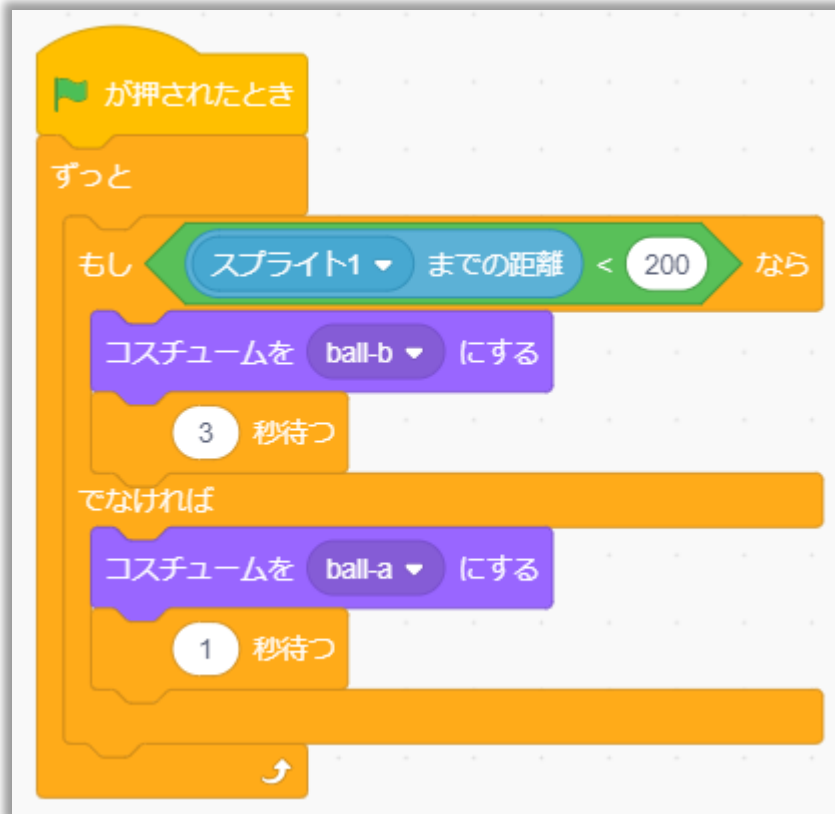 が押されたとき
ずっと
もし スプライト1 までの距離 < 200 なら
コスチュームを ball-b にする
3 秒待つ
でなければ
コスチュームを ball-a にする
1 秒待つ